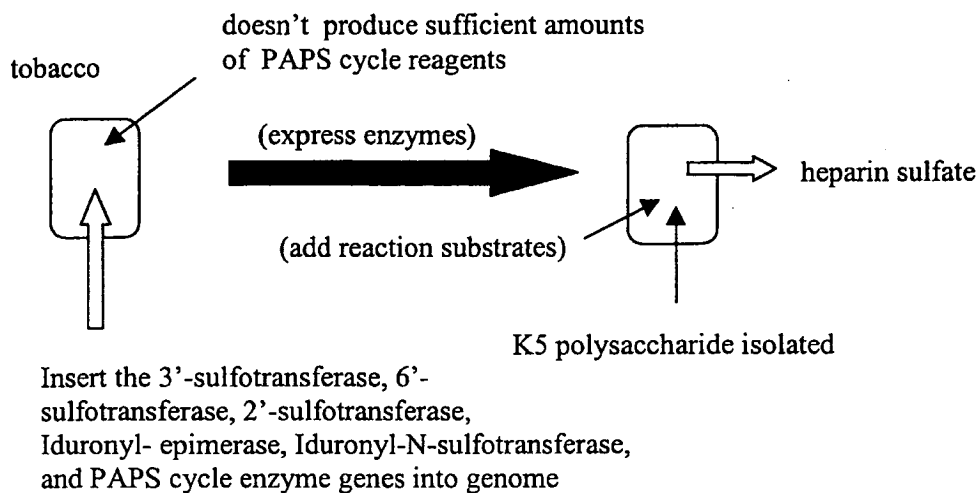 doesn't produce sufficient amounts
of PAPS cycle reagents
tobacco
(express enzymes)
heparin sulfate
(add reaction substrates)
K5 polysaccharide isolated
Insert the 3'-sulfotransferase, 6'-
sulfotransferase, 2'-sulfotransferase,
Iduronyl- epimerase, Iduronyl-N-sulfotransferase,
and PAPS cycle enzyme genes into genome